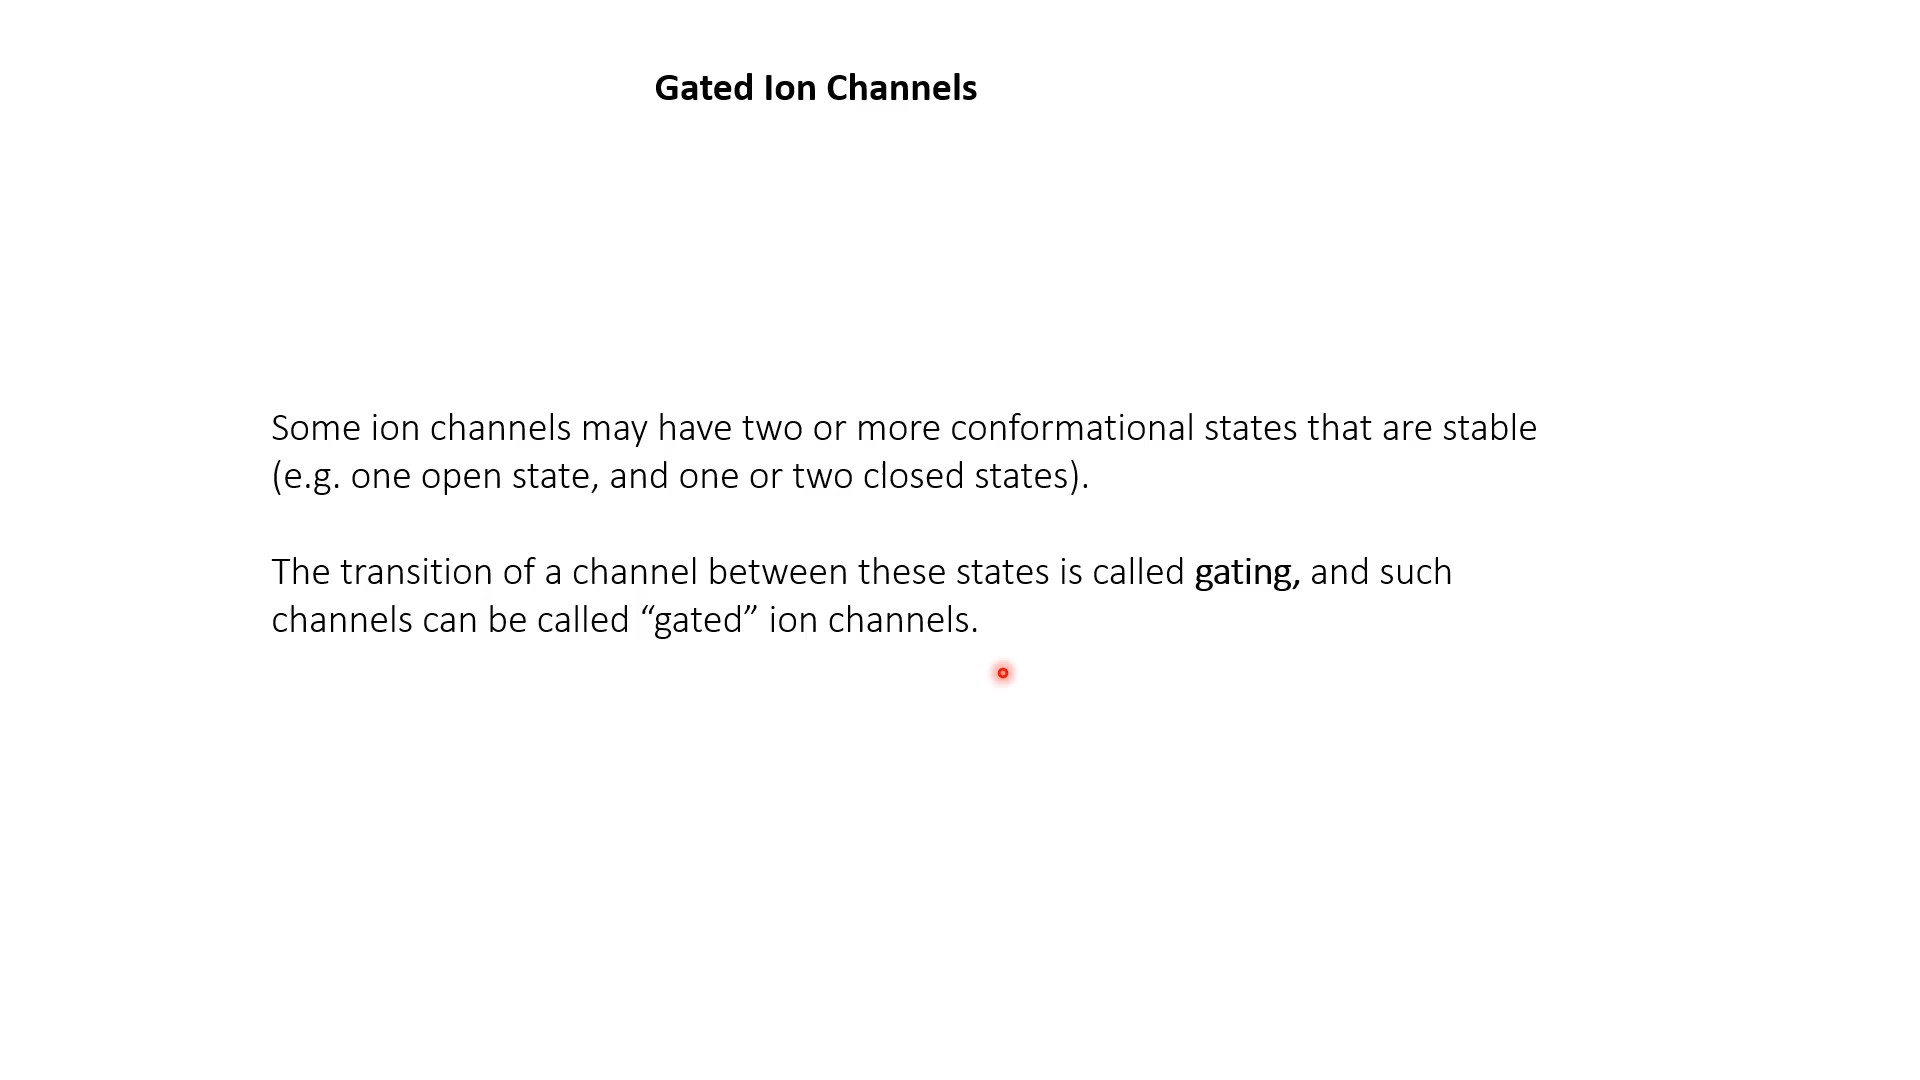 Gated Ion Channels
Some ion channels may have two or more conformational states that are stable
(e.g. one open state, and one or two closed states).
The transition of a channel between these states is called gating, and such
channels can be called “gated” ion channels.